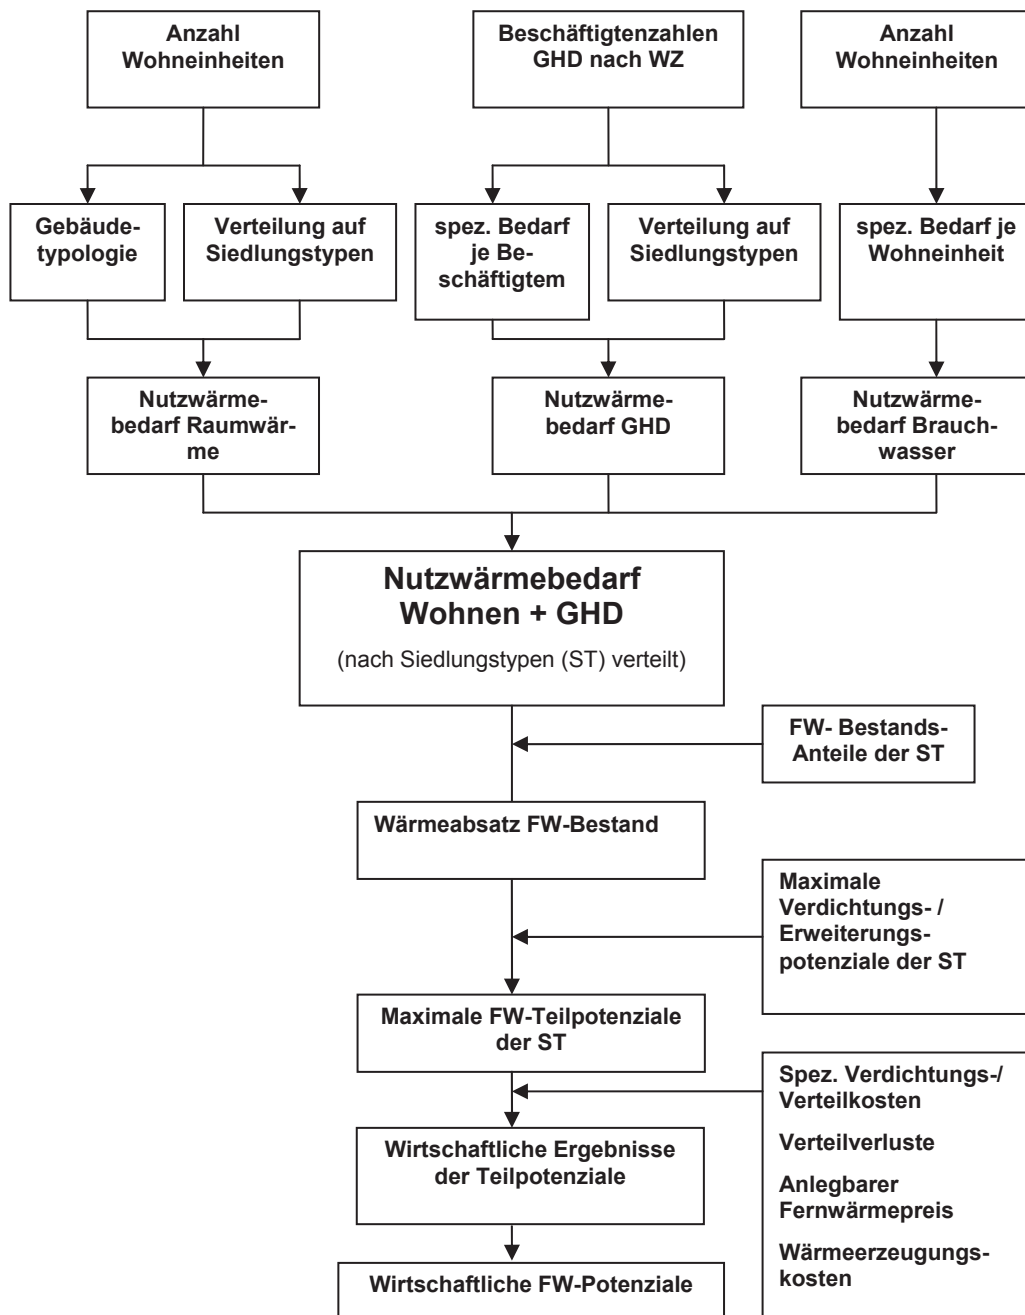 Anzahl
Wohneinheiten
Beschäftigtenzahlen
GHD nach WZ
Anzahl
Wohneinheiten
Gebäude-
typologie
Verteilung auf
Siedlungstypen
spez. Bedarf
je Be-
schäftigtem
Verteilung auf
Siedlungstypen
spez. Bedarf je
Wohneinheit
Nutzwärme-
bedarf Raumwär-
me
Nutzwärme-
bedarf GHD
Nutzwärme-
bedarf Brauch-
wasser
Nutzwärmebedarf
Wohnen + GHD
(nach Siedlungstypen (ST) verteilt)
FW- Bestands-
Anteile der ST
Wärmeabsatz FW-Bestand
Maximale
Verdichtungs- /
Erweiterungs-
potenziale der ST
Maximale FW-Teilpotenziale
der ST
Spez. Verdichtungs-/
Verteilkosten
Verteilverluste
Anlegbarer
Fernwärmepreis
Wärmeerzeugungs-
kosten
Wirtschaftliche Ergebnisse
der Teilpotenziale
Wirtschaftliche FW-Potenziale